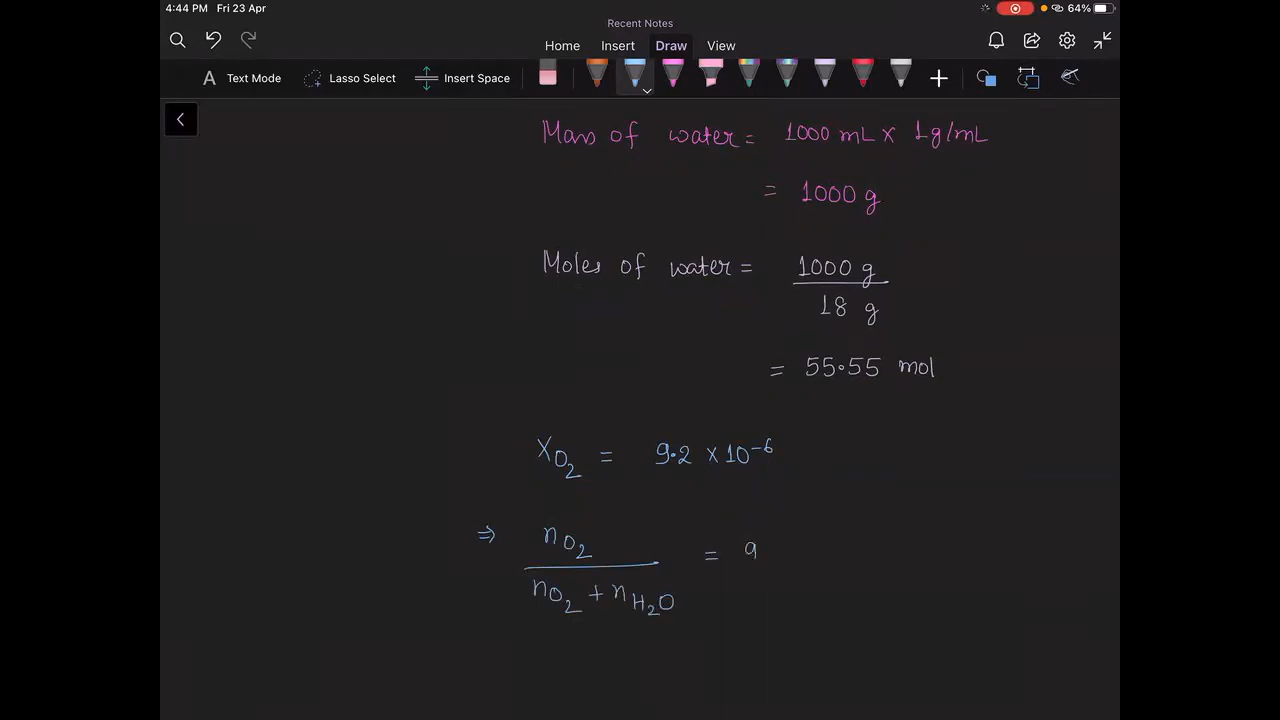 4:44 PM Fri 23 Apr
64%
Recent Notes
Home Insert Draw View
A Text Mode Lasso Select Insert Space
Mass of water = 1000 mL x 1g/mL
= 1000 g
Moles of water = 1000 g
18 g
= 55.55 mol
xO2 = 9.2 x 10^-6
⇒ nO2
= 9
nO2 + nH2O